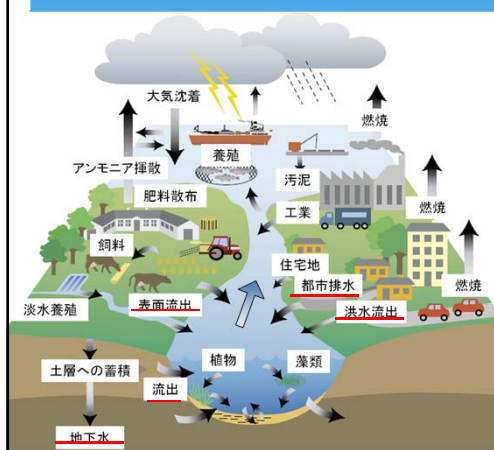 大気沈着
燃焼
養殖
アンモニア揮散
汚泥
肥料散布
工業
燃焼
飼料
住宅地
燃焼
都市排水
表面流出
洪水流出
淡水養殖
植物
藻類
土層への蓄積
流出
地下水